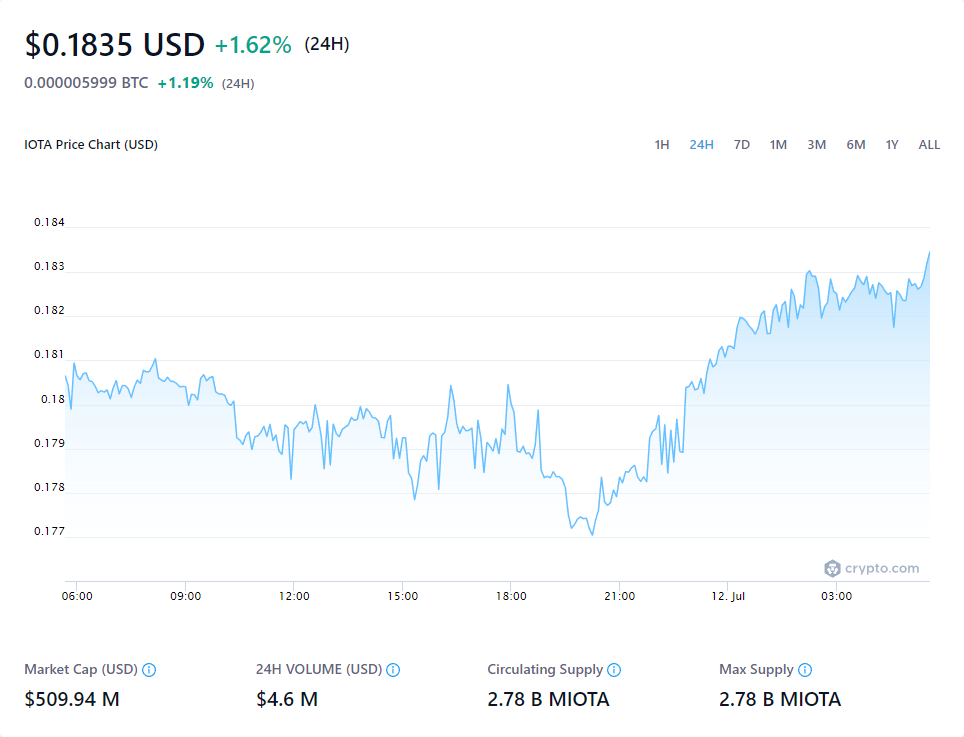 $0.1835 USD +1.62% (24H)
0.000005999 BTC +1.19% (24H)
IOTA Price Chart (USD) 1H 24H 7D 1M 3M 6M 1Y ALL
0.184
0.183
0.182
0.181
0.18
0.179
0.178
0.177
crypto.com
06:00 09:00 12:00 15:00 18:00 21:00 12. Jul 03:00
Market Cap (USD) 24H VOLUME (USD) Circulating Supply Max Supply
$509.94 M $4.6 M 2.78 B MIOTA 2.78 B MIOTA